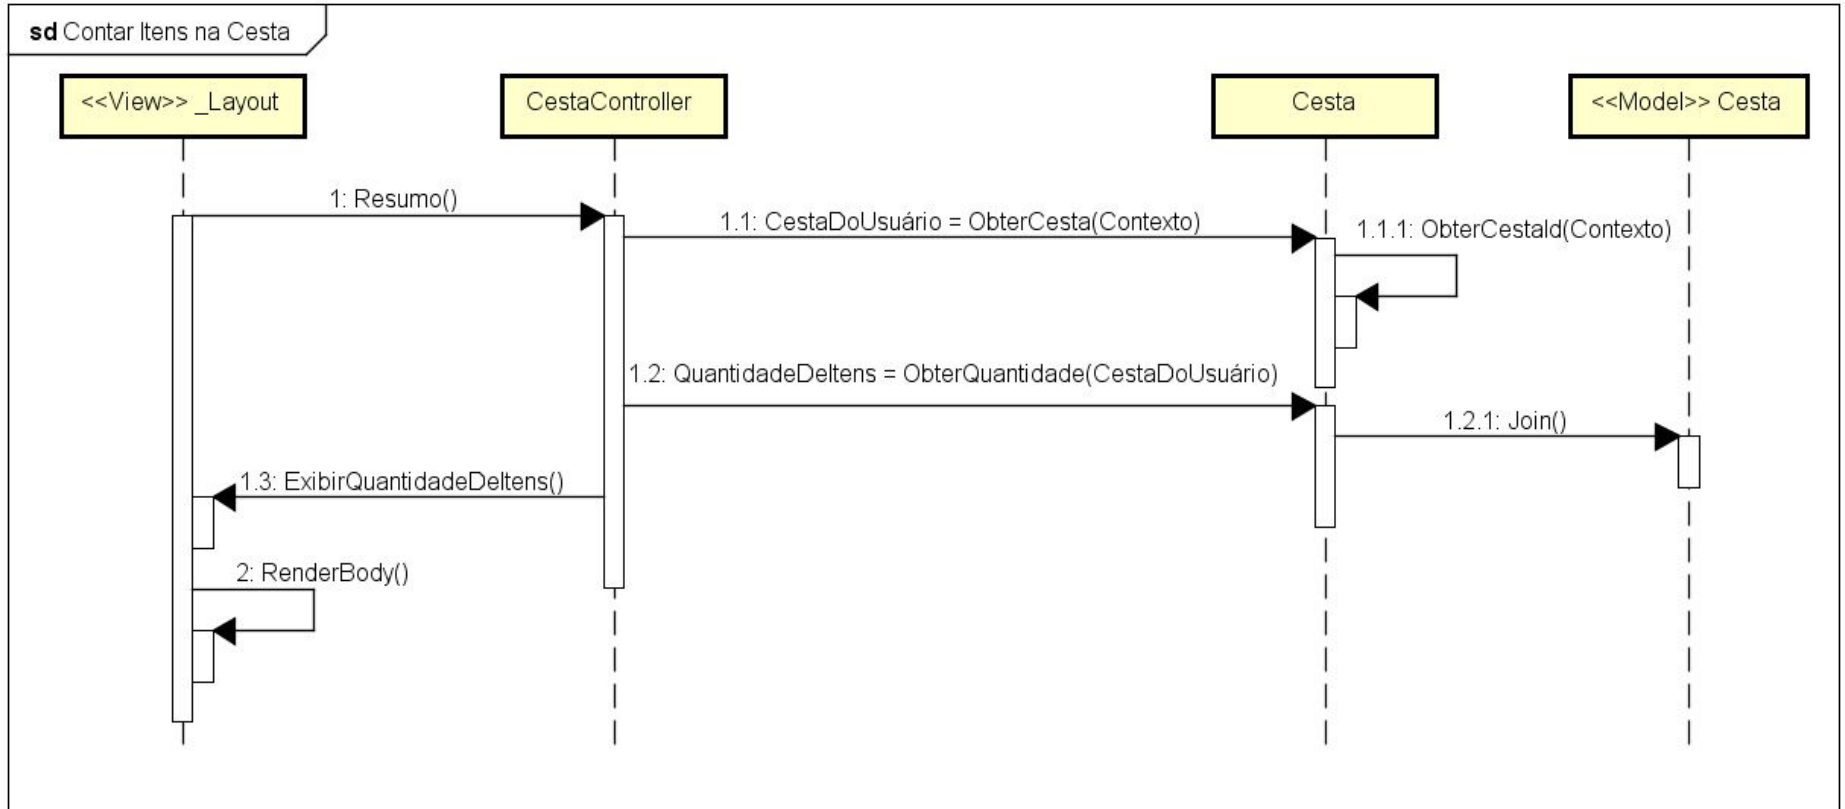 sd Contar Itens na Cesta
<<View>> _Layout
CestaController
Cesta
<<Model>> Cesta
1: Resumo()
1.1: CestaDoUsuário = ObterCesta(Contexto)
1.1.1: ObterCestaId(Contexto)
1.2: QuantidadeDeItens = ObterQuantidade(CestaDoUsuário)
1.2.1: Join()
1.3: ExibirQuantidadeDeItens()
2: RenderBody()